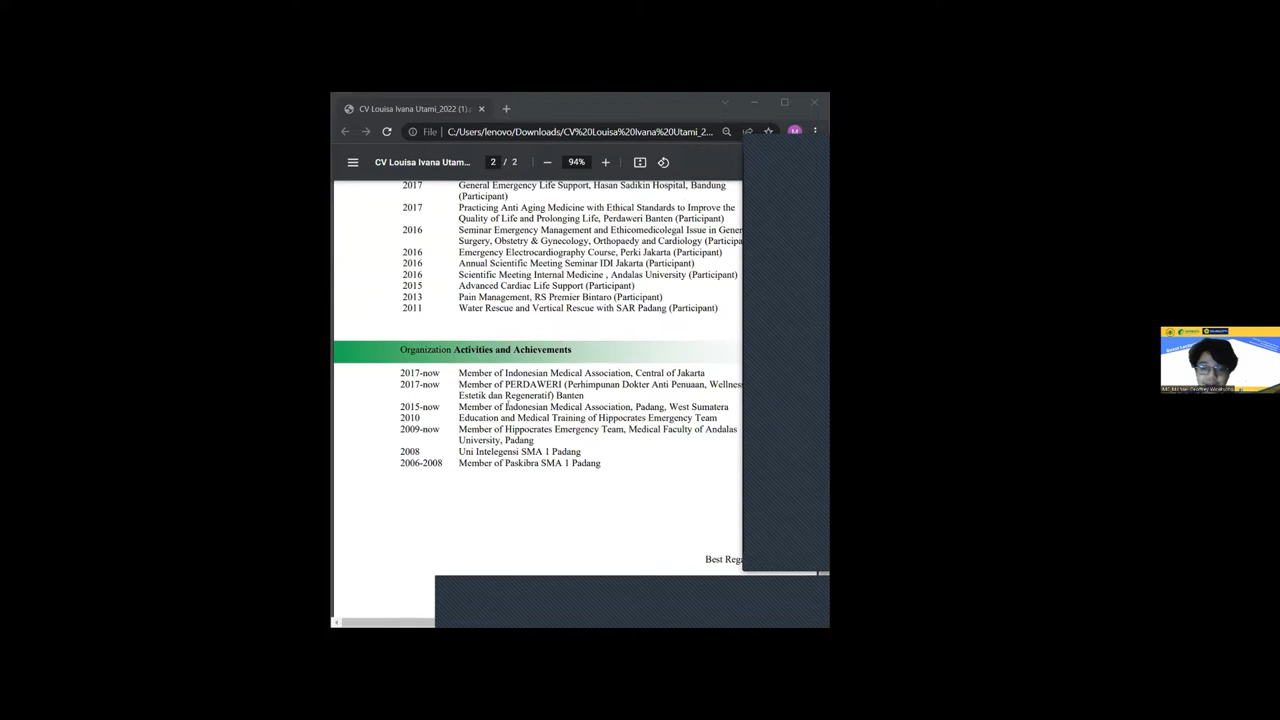 CV Louisa Ivana Utami_2022 (1).
File C:/Users/lenovo/Downloads/CV%20Louisa%20Ivana%20Utami_2...
CV Louisa Ivana Utam... 2 / 2 94%
2017 General Emergency Life Support, Hasan Sadikin Hospital, Bandung
(Participant)
2017 Practicing Anti Aging Medicine with Ethical Standards to Improve the
Quality of Life and Prolonging Life, Perdaweri Banten (Participant)
2016 Seminar Emergency Management and Ethicomedicolegal Issue in Gener
Surgery, Obstetry & Gynecology, Orthopaedy and Cardiology (Participa
2016 Emergency Electrocardiography Course, Perki Jakarta (Participant)
2016 Annual Scientific Meeting Seminar IDI Jakarta (Participant)
2016 Scientific Meeting Internal Medicine , Andalas University (Participant)
2015 Advanced Cardiac Life Support (Participant)
2013 Pain Management, RS Premier Bintaro (Participant)
2011 Water Rescue and Vertical Rescue with SAR Padang (Participant)
Organization Activities and Achievements
2017-now Member of Indonesian Medical Association, Central of Jakarta
2017-now Member of PERDAWERI (Perhimpunan Dokter Anti Penuaan, Wellness
Estetik dan Regeneratif) Banten
2015-now Member of Indonesian Medical Association, Padang, West Sumatera
2010 Education and Medical Training of Hippocrates Emergency Team
2009-now Member of Hippocrates Emergency Team, Medical Faculty of Andalas
University, Padang
2008 Uni Intelegensi SMA 1 Padang
2006-2008 Member of Paskibra SMA 1 Padang
Best Rega